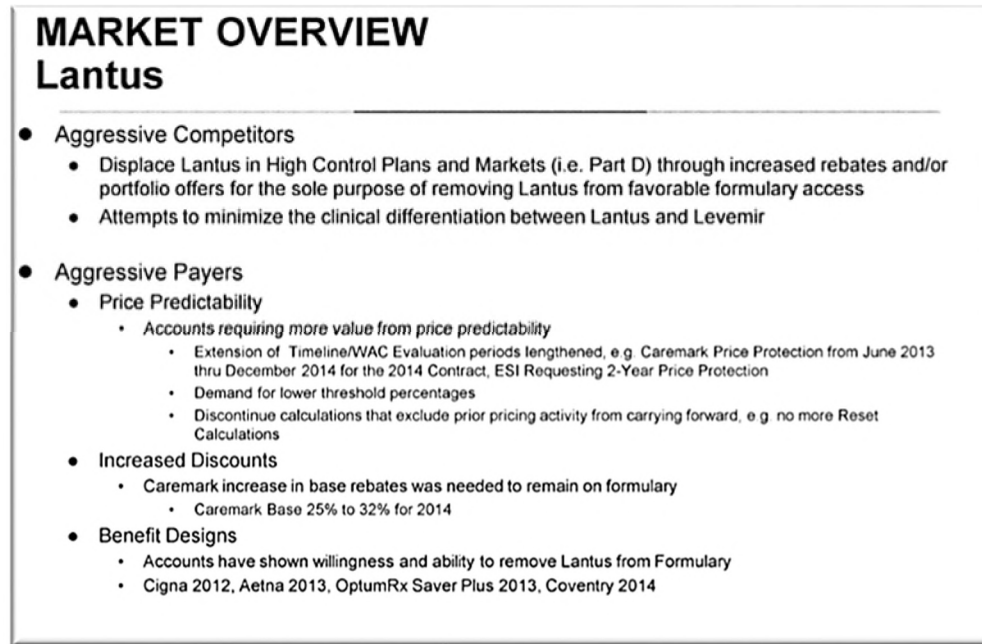 MARKET OVERVIEW
Lantus
● Aggressive Competitors
• Displace Lantus in High Control Plans and Markets (i.e. Part D) through increased rebates and/or
portfolio offers for the sole purpose of removing Lantus from favorable formulary access
• Attempts to minimize the clinical differentiation between Lantus and Levemir
● Aggressive Payers
• Price Predictability
• Accounts requiring more value from price predictability
• Extension of Timeline/WAC Evaluation periods lengthened, e.g. Caremark Price Protection from June 2013
thru December 2014 for the 2014 Contract, ESI Requesting 2-Year Price Protection
• Demand for lower threshold percentages
• Discontinue calculations that exclude prior pricing activity from carrying forward, e g. no more Reset
Calculations
• Increased Discounts
• Caremark increase in base rebates was needed to remain on formulary
• Caremark Base 25% to 32% for 2014
• Benefit Designs
• Accounts have shown willingness and ability to remove Lantus from Formulary
• Cigna 2012, Aetna 2013, OptumRx Saver Plus 2013, Coventry 2014